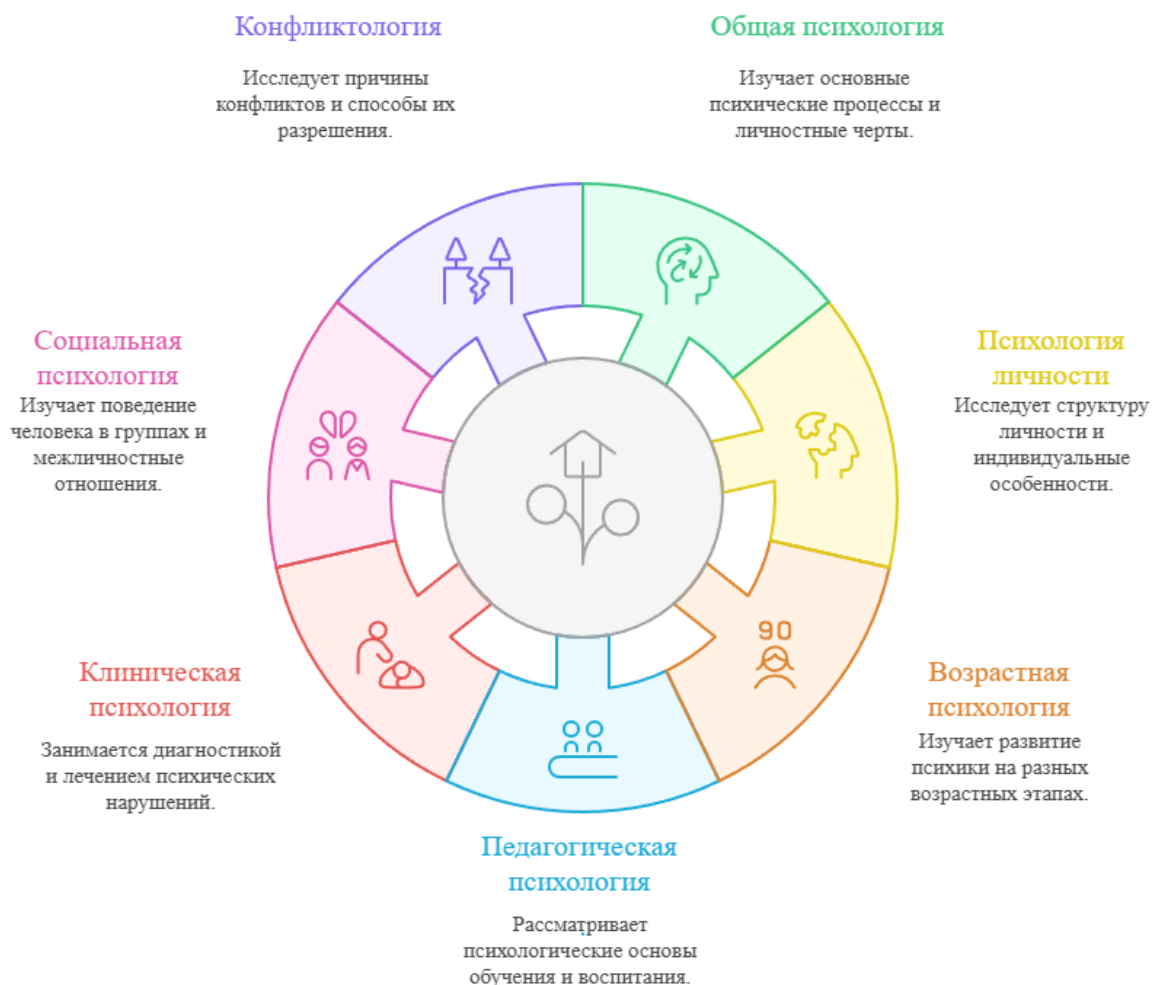 Конфликтология
Исследует причины
конфликтов и способы их
разрешения.
Общая психология
Изучает основные
психические процессы и
личностные черты.
Социальная
психология
Изучает поведение
человека в группах и
межличностные
отношения.
Психология
личности
Исследует структуру
личности и
индивидуальные
особенности.
90
Клиническая
психология
Занимается диагностикой
и лечением психических
нарушений.
Возрастная
психология
Изучает развитие
психики на разных
возрастных этапах.
Педагогическая
психология
Рассматривает
психологические основы
обучения и воспитания.